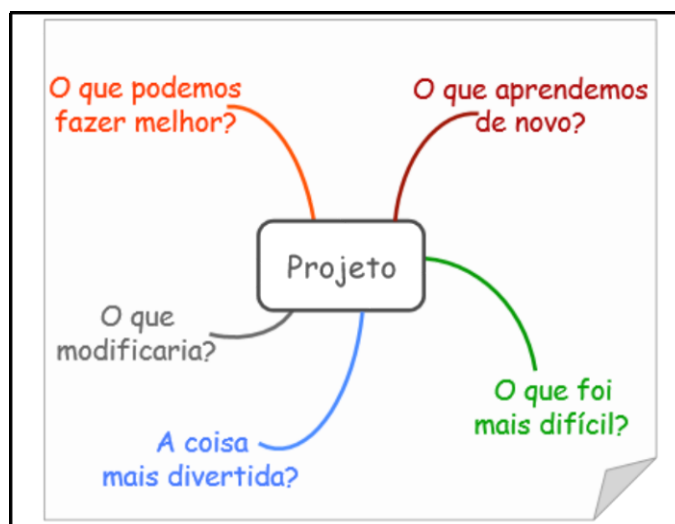 O que podemos
fazer melhor?
O que aprendemos
de novo?
Projeto
O que
modificaria?
O que foi
mais difícil?
A coisa
mais divertida?